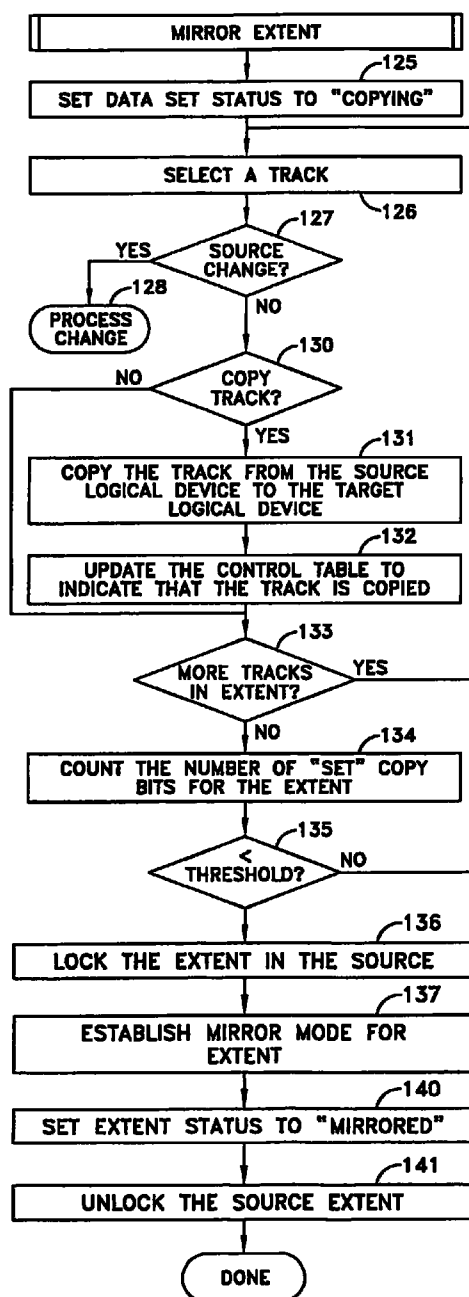 MIRROR EXTENT
125
SET DATA SET STATUS TO "COPYING"
SELECT A TRACK
126
127
YES
SOURCE
CHANGE?
128
NO
PROCESS
CHANGE
130
NO
COPY
TRACK?
YES
131
COPY THE TRACK FROM THE SOURCE
LOGICAL DEVICE TO THE TARGET
LOGICAL DEVICE
132
UPDATE THE CONTROL TABLE TO
INDICATE THAT THE TRACK IS COPIED
133
MORE TRACKS
IN EXTENT?
YES
NO
134
COUNT THE NUMBER OF "SET" COPY
BITS FOR THE EXTENT
135
<
THRESHOLD?
NO
136
LOCK THE EXTENT IN THE SOURCE
137
ESTABLISH MIRROR MODE FOR
EXTENT
140
SET EXTENT STATUS TO "MIRRORED"
141
UNLOCK THE SOURCE EXTENT
DONE